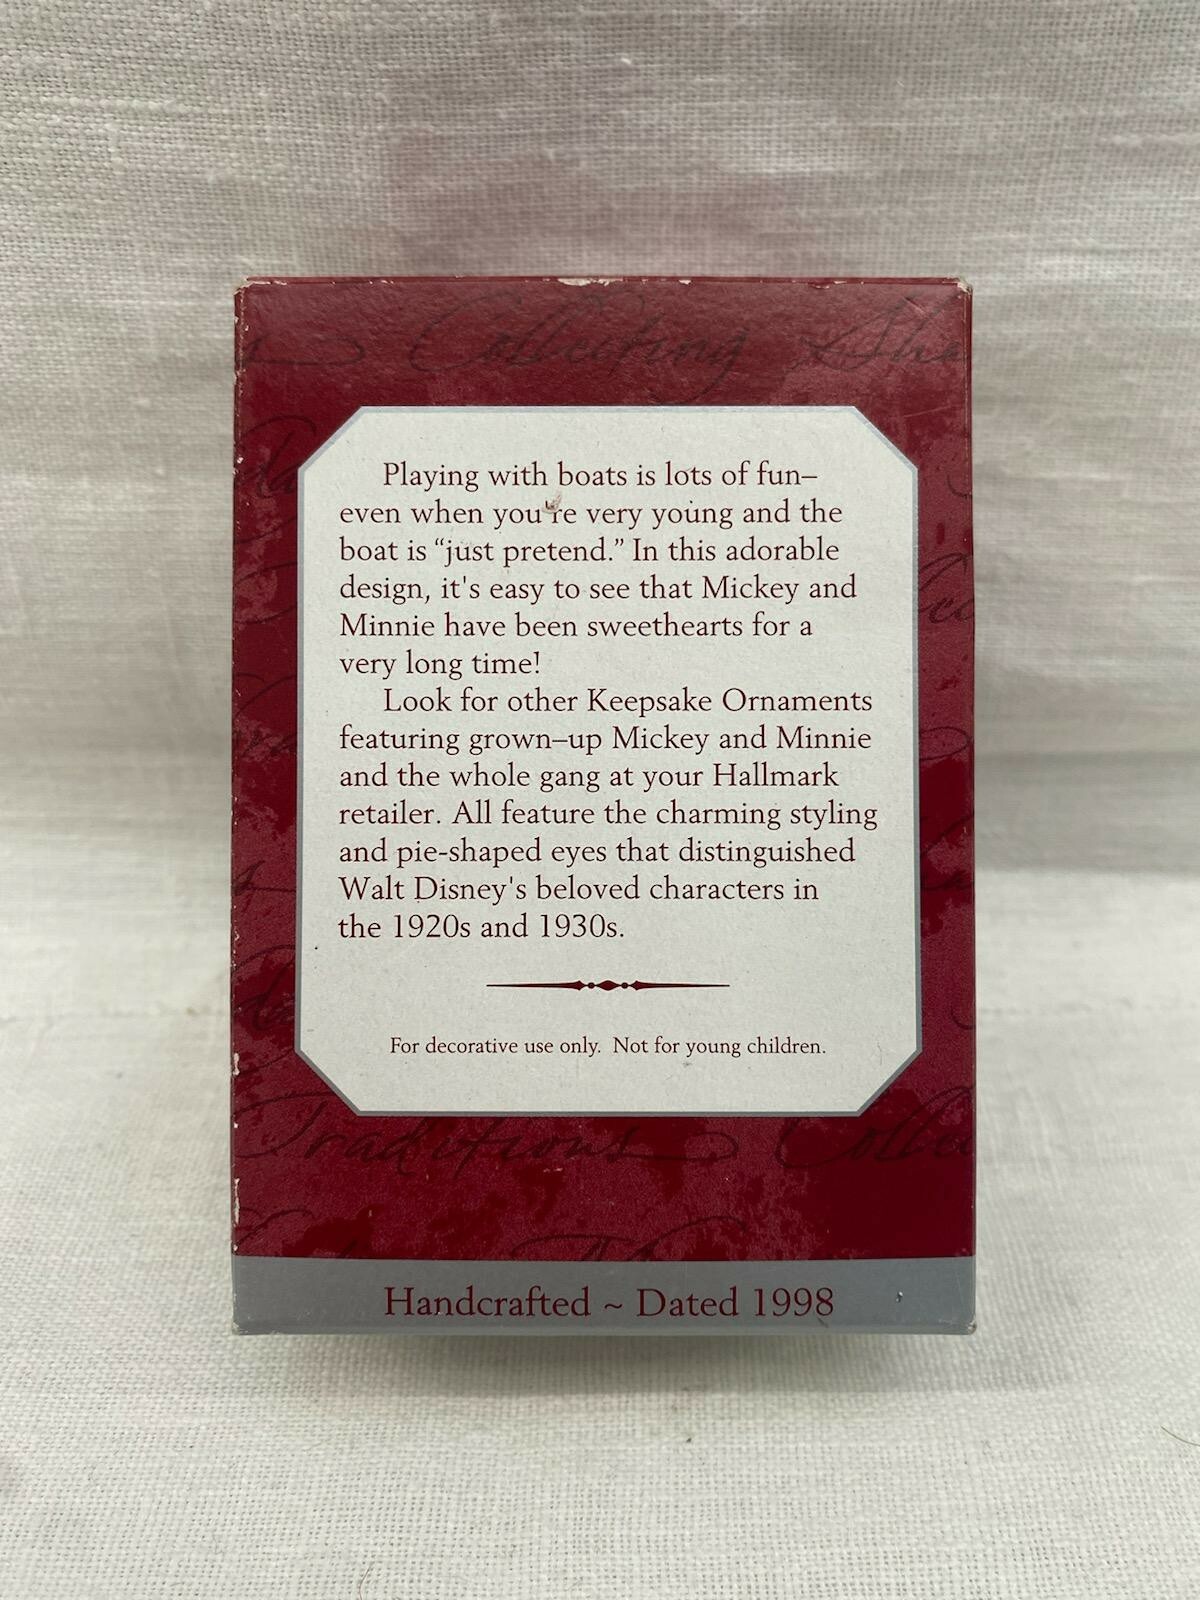 Collecting
Playing with boats is lots of fun–
even when you're very young and the
boat is “just pretend.” In this adorable
design, it's easy to see that Mickey and
Minnie have been sweethearts for a
very long time!
Look for other Keepsake Ornaments
featuring grown–up Mickey and Minnie
and the whole gang at your Hallmark
retailer. All feature the charming styling
and pie-shaped eyes that distinguished
Walt Disney's beloved characters in
the 1920s and 1930s.
For decorative use only. Not for young children.
Traditions Collec
Handcrafted ~ Dated 1998